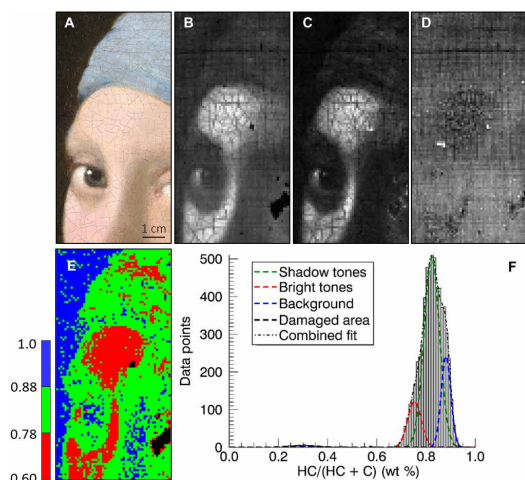 A
B
C
D
1 cm
E
1.0
0.88
0.78
0.60
F
500
400
300
200
100
0
Data points
Shadow tones
Bright tones
Background
Damaged area
Combined fit
0.0 0.2 0.4 0.6 0.8 1.0
HC/(HC + C) (wt %)